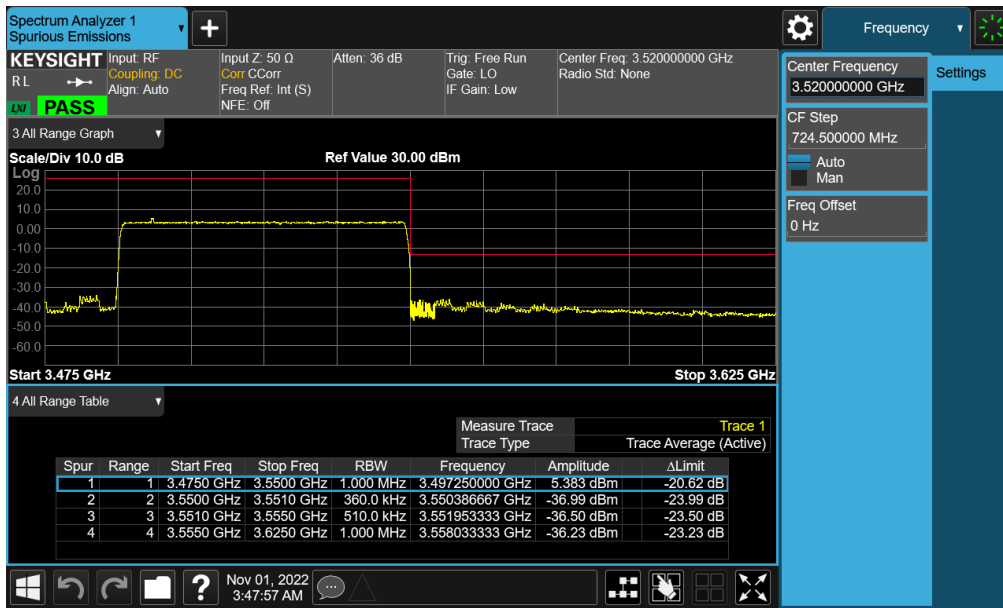 Spectrum Analyzer 1
Spurious Emissions
Frequency
KEYSIGHT
R L
LXI
PASS
Input: RF
Coupling: DC
Align: Auto
Input Z: 50 Ω
Corr CCorr
Freq Ref: Int (S)
NFE: Off
Atten: 36 dB
Trig: Free Run
Gate: LO
IF Gain: Low
Center Freq: 3.520000000 GHz
Radio Std: None
Center Frequency
3.520000000 GHz
Settings
CF Step
724.500000 MHz
Auto
Man
Freq Offset
0 Hz
3 All Range Graph
Scale/Div 10.0 dB
Ref Value 30.00 dBm
Log
20.0
10.0
0.00
-10.0
-20.0
-30.0
-40.0
-50.0
-60.0
Start 3.475 GHz
Stop 3.625 GHz
4 All Range Table
Measure Trace Trace 1
Trace Type Trace Average (Active)
Spur Range Start Freq Stop Freq RBW Frequency Amplitude ΔLimit
1 1 3.4750 GHz 3.5500 GHz 1.000 MHz 3.497250000 GHz 5.383 dBm -20.62 dB
2 2 3.5500 GHz 3.5510 GHz 360.0 kHz 3.550386667 GHz -36.99 dBm -23.99 dB
3 3 3.5510 GHz 3.5550 GHz 510.0 kHz 3.551953333 GHz -36.50 dBm -23.50 dB
4 4 3.5550 GHz 3.6250 GHz 1.000 MHz 3.558033333 GHz -36.23 dBm -23.23 dB
Nov 01, 2022
3:47:57 AM